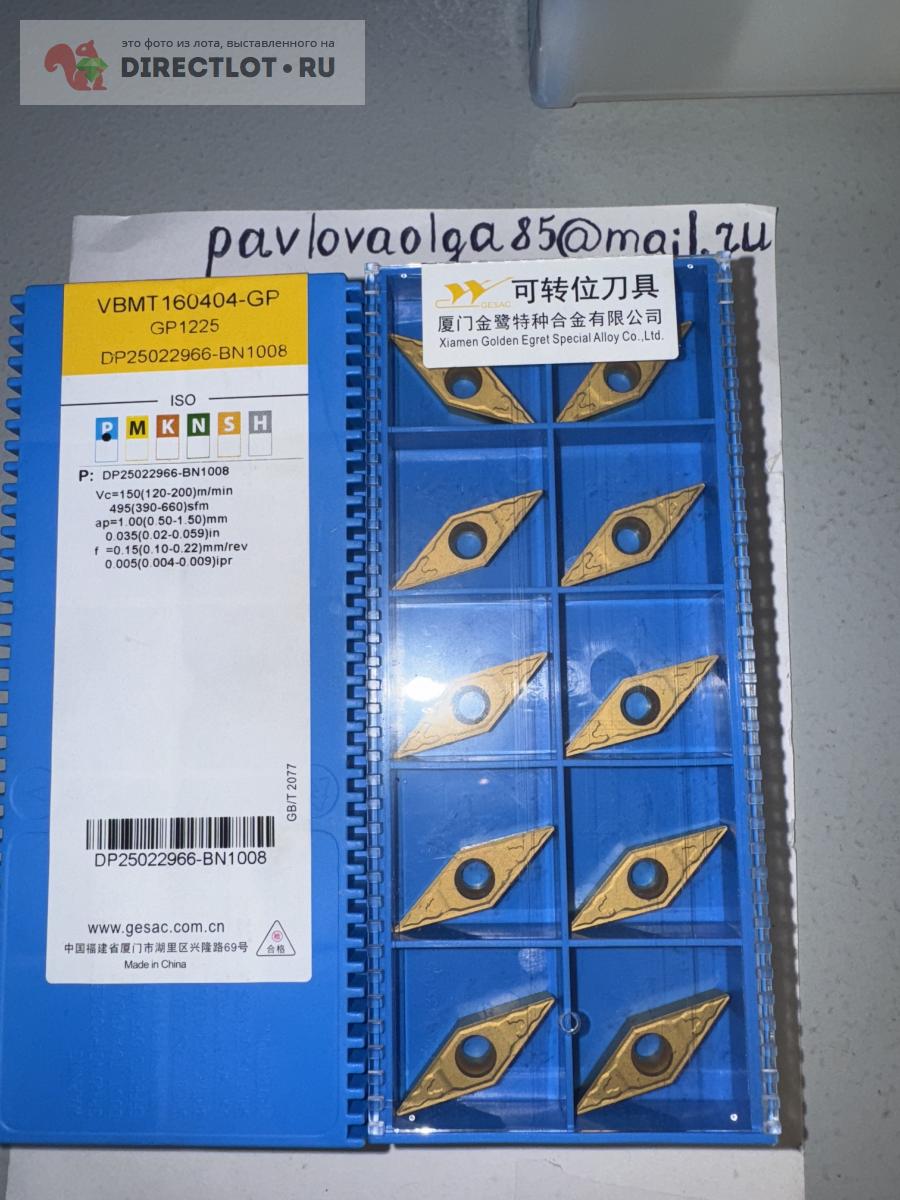 это фото из лота, выставленного на
DIRECTLOT.RU
pavlovaolga85@mail.ru
VBMT160404-GP
GP1225
DP25022966-BN1008
ISO
P M K N S H
P: DP25022966-BN1008
Vc=150(120-200)m/min
495(390-660)sfm
ap=1.00(0.50-1.50)mm
0.035(0.02-0.059)in
f =0.15(0.10-0.22)mm/rev
0.005(0.004-0.009)ipr
GB/T 2077
DP25022966-BN1008
www.gesac.com.cn
中国福建省厦门市湖里区兴隆路69号
合格
Made in China
GESAC
可转位刀具
厦门金鹭特种合金有限公司
Xiamen Golden Egret Special Alloy Co.,Ltd.